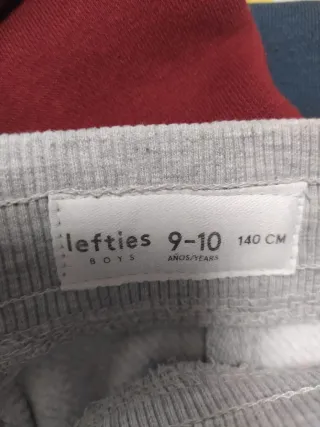 lefties 9-10 140 CM
BOYS AÑOS/YEARS